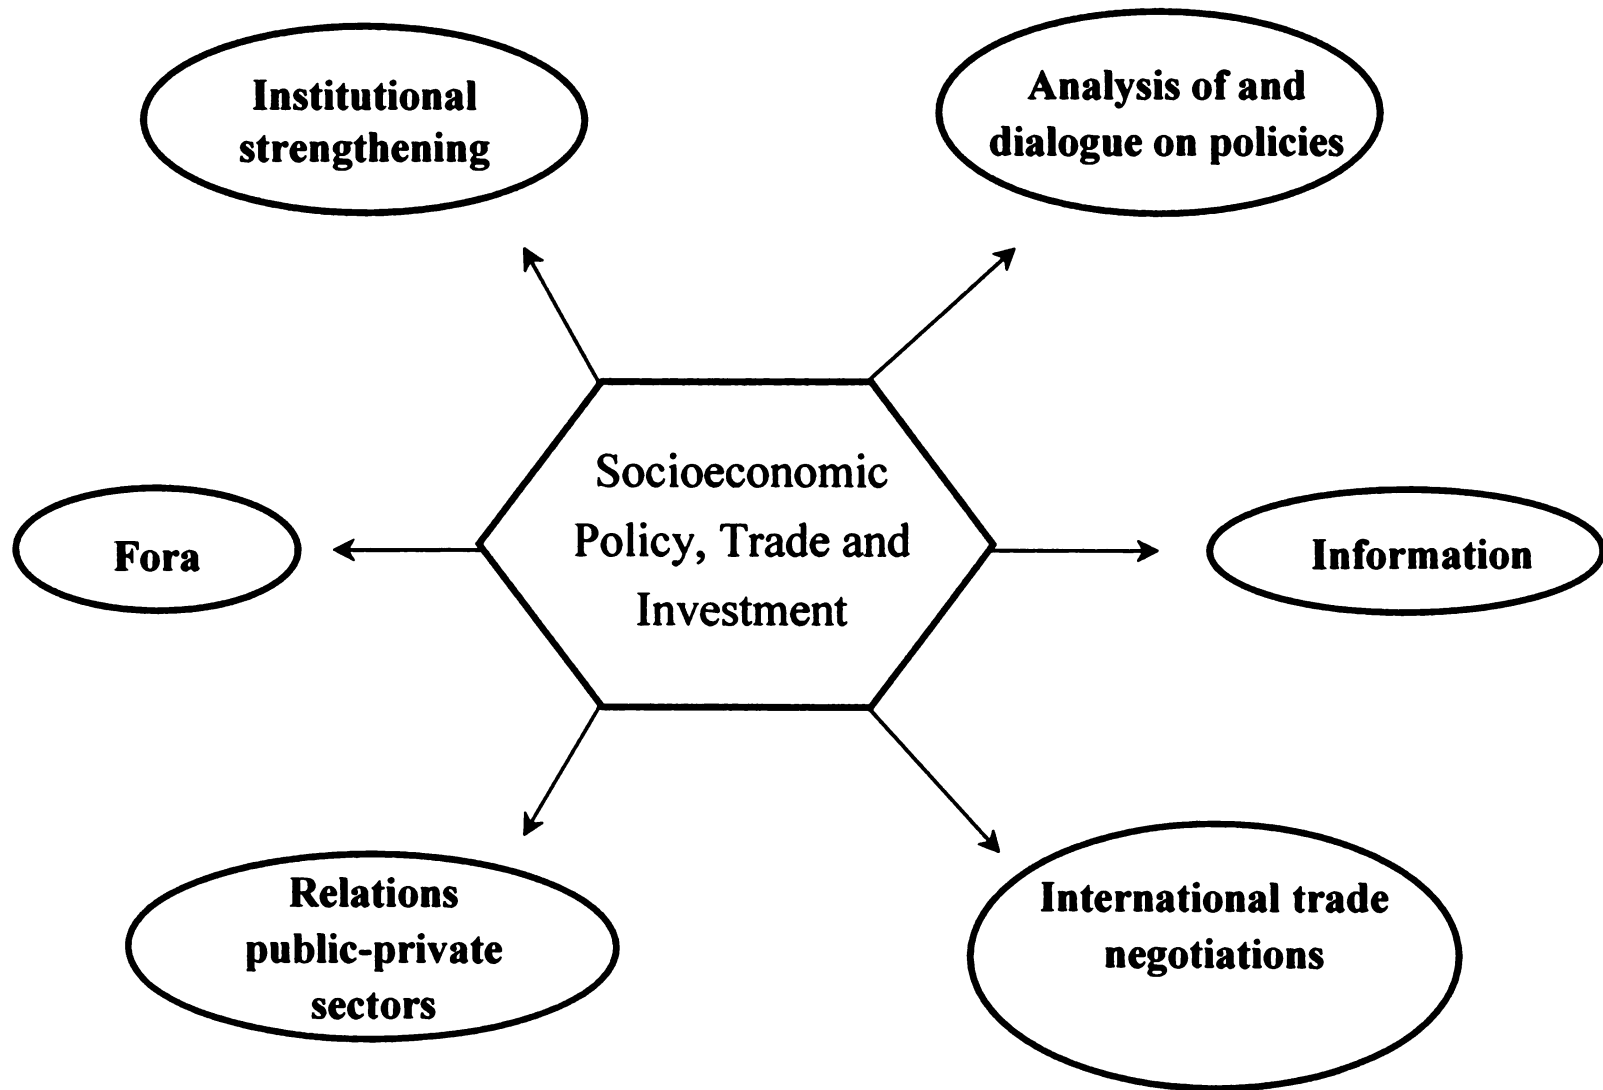 Institutional
strengthening
Analysis of and
dialogue on policies
Socioeconomic
Policy, Trade and
Investment
Fora
Information
Relations
public-private
sectors
International trade
negotiations